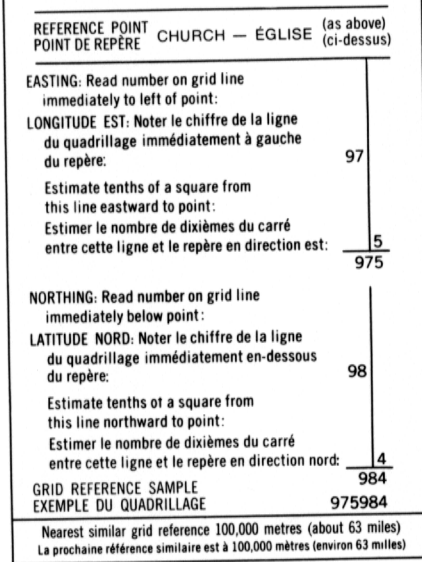 REFERENCE POINT CHURCH — ÉGLISE (as above)
POINT DE REPÈRE (ci-dessus)
EASTING: Read number on grid line
immediately to left of point:
LONGITUDE EST: Noter le chiffre de la ligne
du quadrillage immédiatement à gauche
du repère: 97
Estimate tenths of a square from
this line eastward to point:
Estimer le nombre de dixièmes du carré
entre cette ligne et le repère en direction est: 5
975
NORTHING: Read number on grid line
immediately below point:
LATITUDE NORD: Noter le chiffre de la ligne
du quadrillage immédiatement en-dessous
du repère: 98
Estimate tenths of a square from
this line northward to point:
Estimer le nombre de dixièmes du carré
entre cette ligne et le repère en direction nord: 4
984
GRID REFERENCE SAMPLE
EXEMPLE DU QUADRILLAGE 975984
Nearest similar grid reference 100,000 metres (about 63 miles)
La prochaine référence similaire est à 100,000 mètres (environ 63 milles)